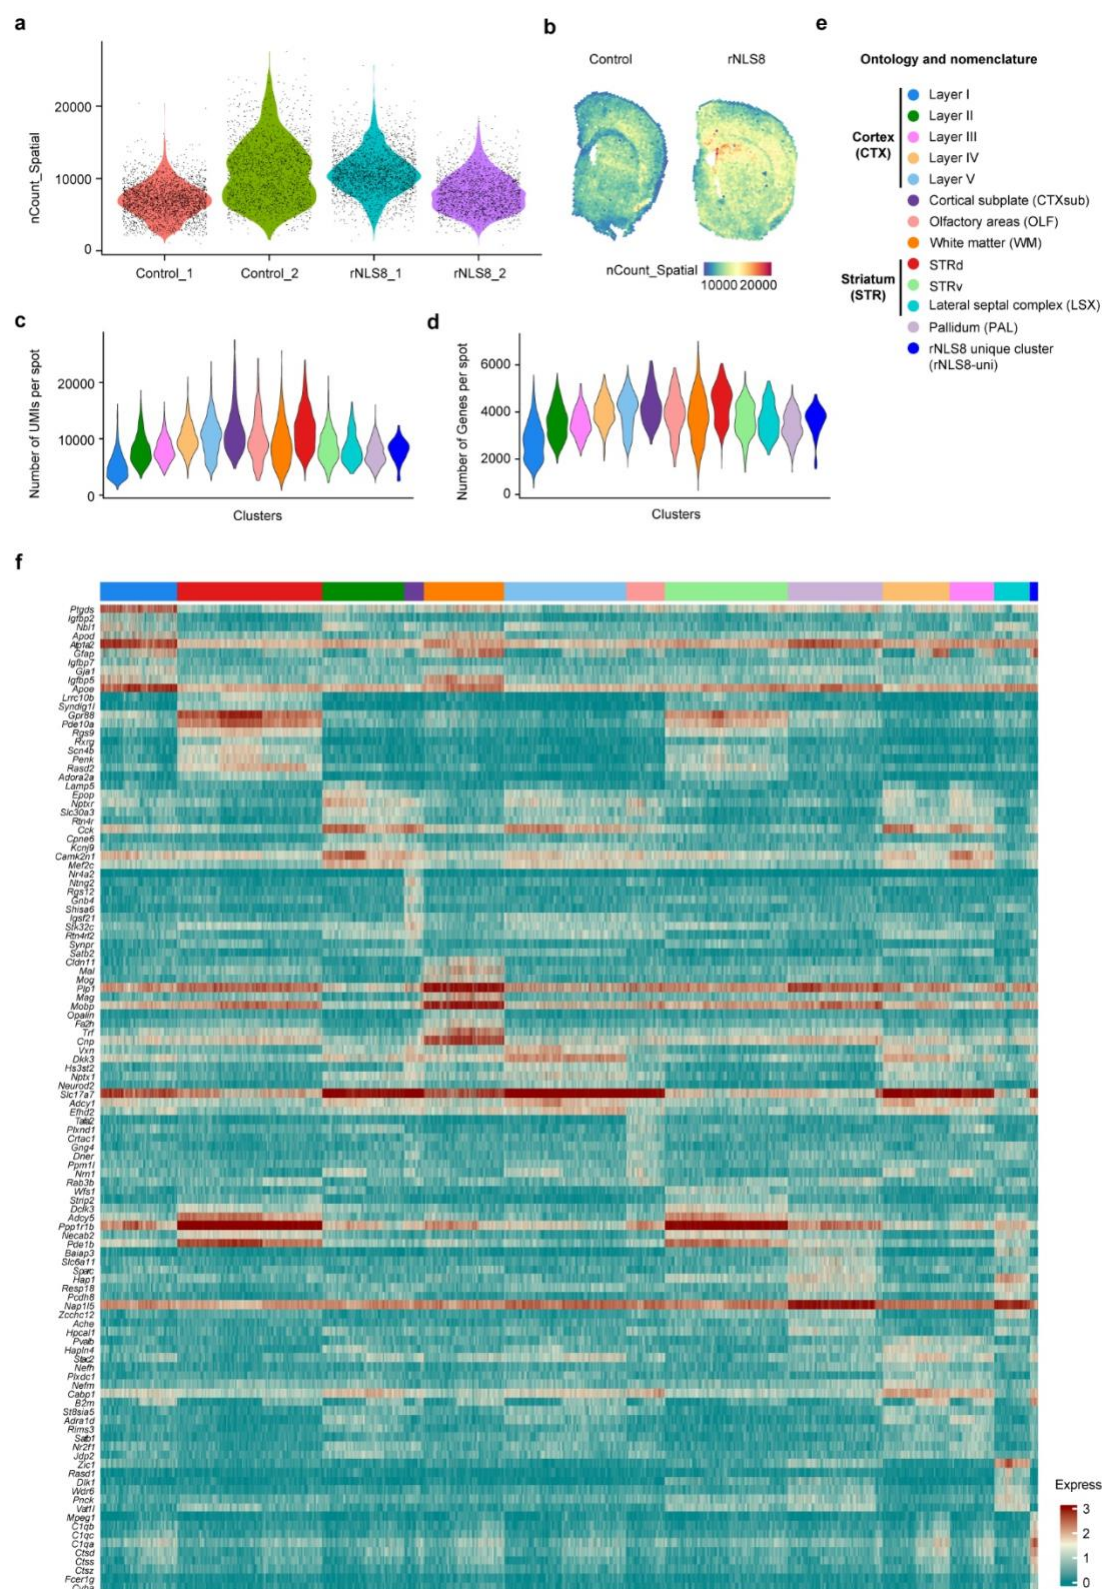 a
nCount_Spatial
20000
10000
0
Control_1
Control_2
rNLS8_1
rNLS8_2
b
Control
rNLS8
nCount_Spatial
10000 20000
e
Ontology and nomenclature
Cortex
(CTX)
Layer I
Layer II
Layer III
Layer IV
Layer V
Cortical subplate (CTXsub)
Olfactory areas (OLF)
White matter (WM)
Striatum
(STR)
STRd
STRv
Lateral septal complex (LSX)
Pallidum (PAL)
rNLS8 unique cluster
(rNLS8-uni)
c
Number of UMIs per spot
20000
10000
0
Clusters
d
Number of Genes per spot
6000
4000
2000
0
Clusters
f
Ptgds
Igfbp2
Nbl1
Apod
Atp1a2
Gfap
Igfbp7
Gja1
Igfbp5
Apoe
Lrrc10b
Syndig1l
Gpr88
Pde10a
Rgs9
Rxrg
Scn4b
Penk
Rasd2
Adora2a
Lamp5
Epop
Nptxr
Slc30a3
Rtn4r
Cck
Cpne6
Kcnj9
Camk2n1
Mef2c
Nr4a2
Ntng2
Rgs12
Gnb4
Shisa6
Igsf21
Stk32c
Rtn4rl2
Synpr
Satb2
Cldn11
Mal
Mog
Plp1
Mag
Mobp
Opalin
Fa2h
Trf
Cnp
Vxn
Dkk3
Hs3st2
Nptx1
Neurod2
Slc17a7
Adcy1
Efhd2
Plxnd1
Crtac1
Gng4
Dner
Ppm1l
Nrn1
Rab3b
Wfs1
Strip2
Dclk3
Adcy5
Ppp1r1b
Necab2
Pde1b
Baiap3
Slc6a11
Sparc
Hap1
Resp18
Pcdh8
Nap1l5
Zcchc12
Ache
Hpcal1
Pvalb
Hapln4
Stac2
Nefh
Plxdc1
Nefm
Cabp1
B2m
St8sia5
Adra1d
Rims3
Satb1
Nr2f1
Jdp2
Zic1
Rasd1
Dlk1
Wdr6
Pnck
Vat1l
Mpeg1
C1qb
C1qc
C1qa
Ctsd
Ctss
Ctsz
Fcer1g
Cyba
Express
3
2
1
0